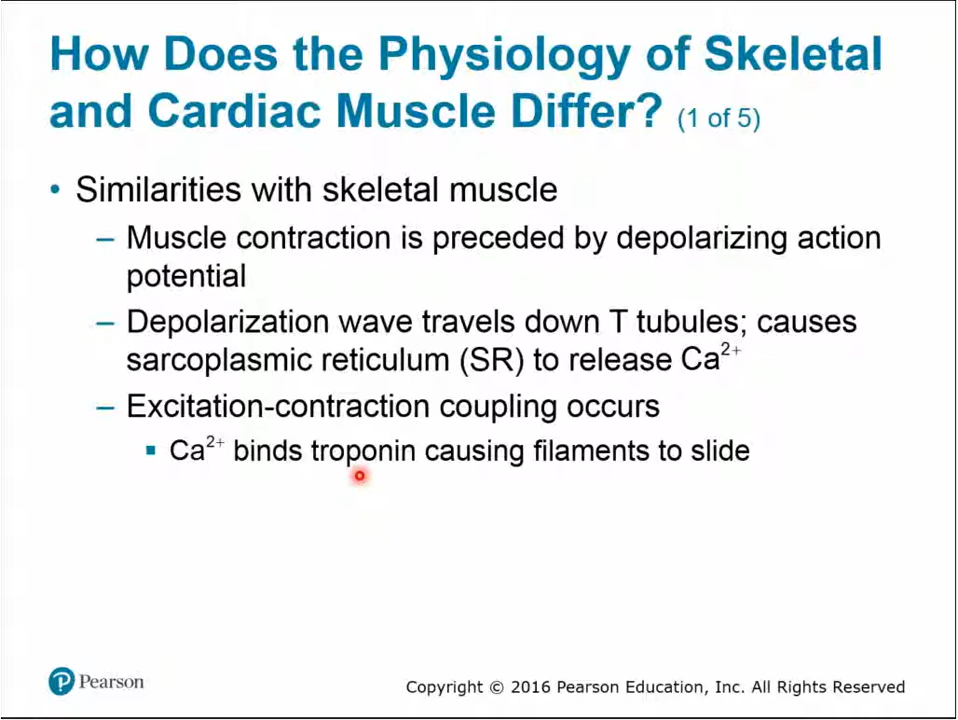 How Does the Physiology of Skeletal
and Cardiac Muscle Differ? (1 of 5)
• Similarities with skeletal muscle
– Muscle contraction is preceded by depolarizing action
potential
– Depolarization wave travels down T tubules; causes
sarcoplasmic reticulum (SR) to release Ca²⁺
– Excitation-contraction coupling occurs
▪ Ca²⁺ binds troponin causing filaments to slide
P Pearson
Copyright © 2016 Pearson Education, Inc. All Rights Reserved